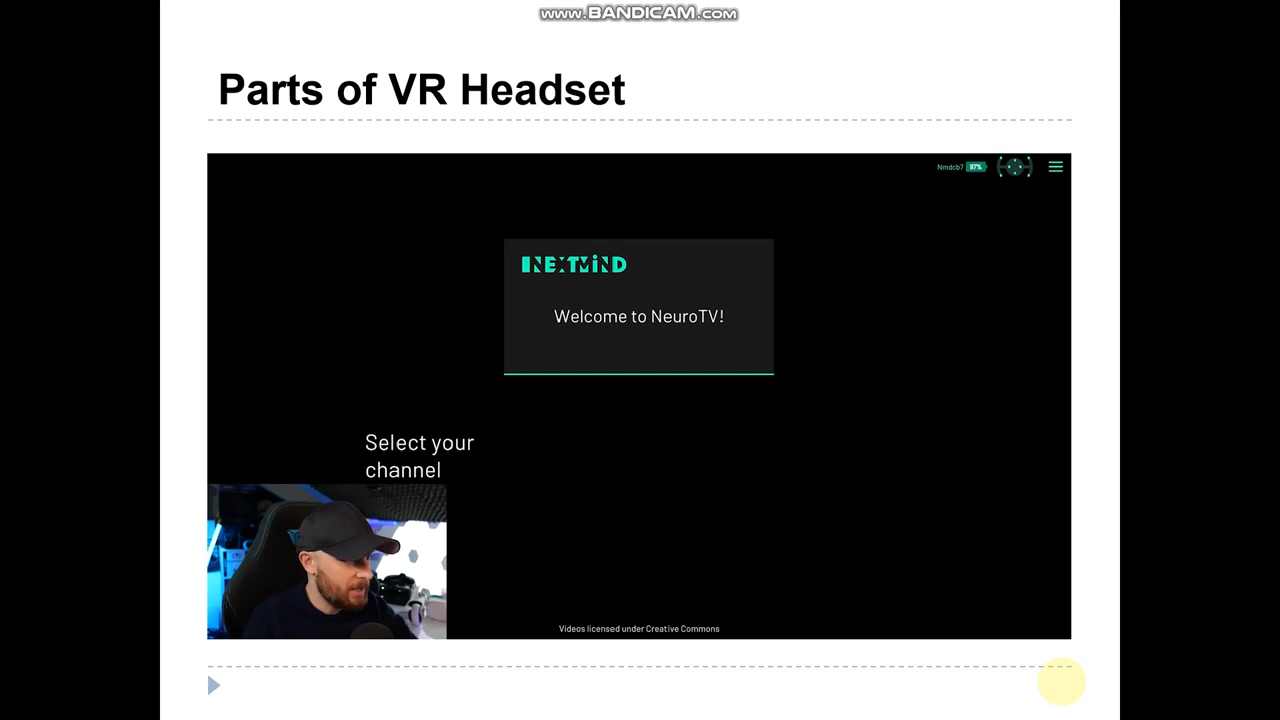 www.BANDICAM.com
Parts of VR Headset
Nmdcb7 97%
NEXTMIND
Welcome to NeuroTV!
Select your
channel
Videos licensed under Creative Commons